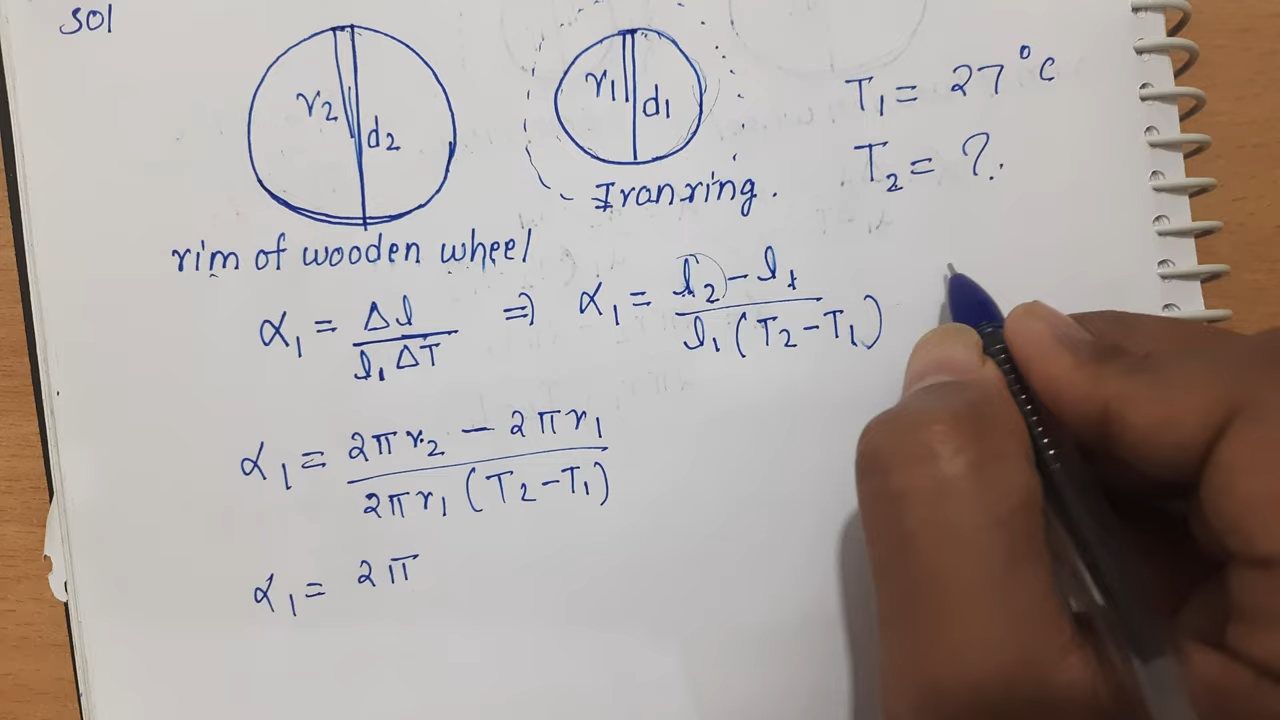 sol
r2 d2
r1 d1
T1 = 27°c
T2 = ?.
Iron ring.
rim of wooden wheel
α1 = Δl / l1 ΔT ⇒ α1 = l2 - l1 / l1 (T2-T1)
α1 = 2πr2 - 2πr1 / 2πr1 (T2-T1)
α1 = 2π